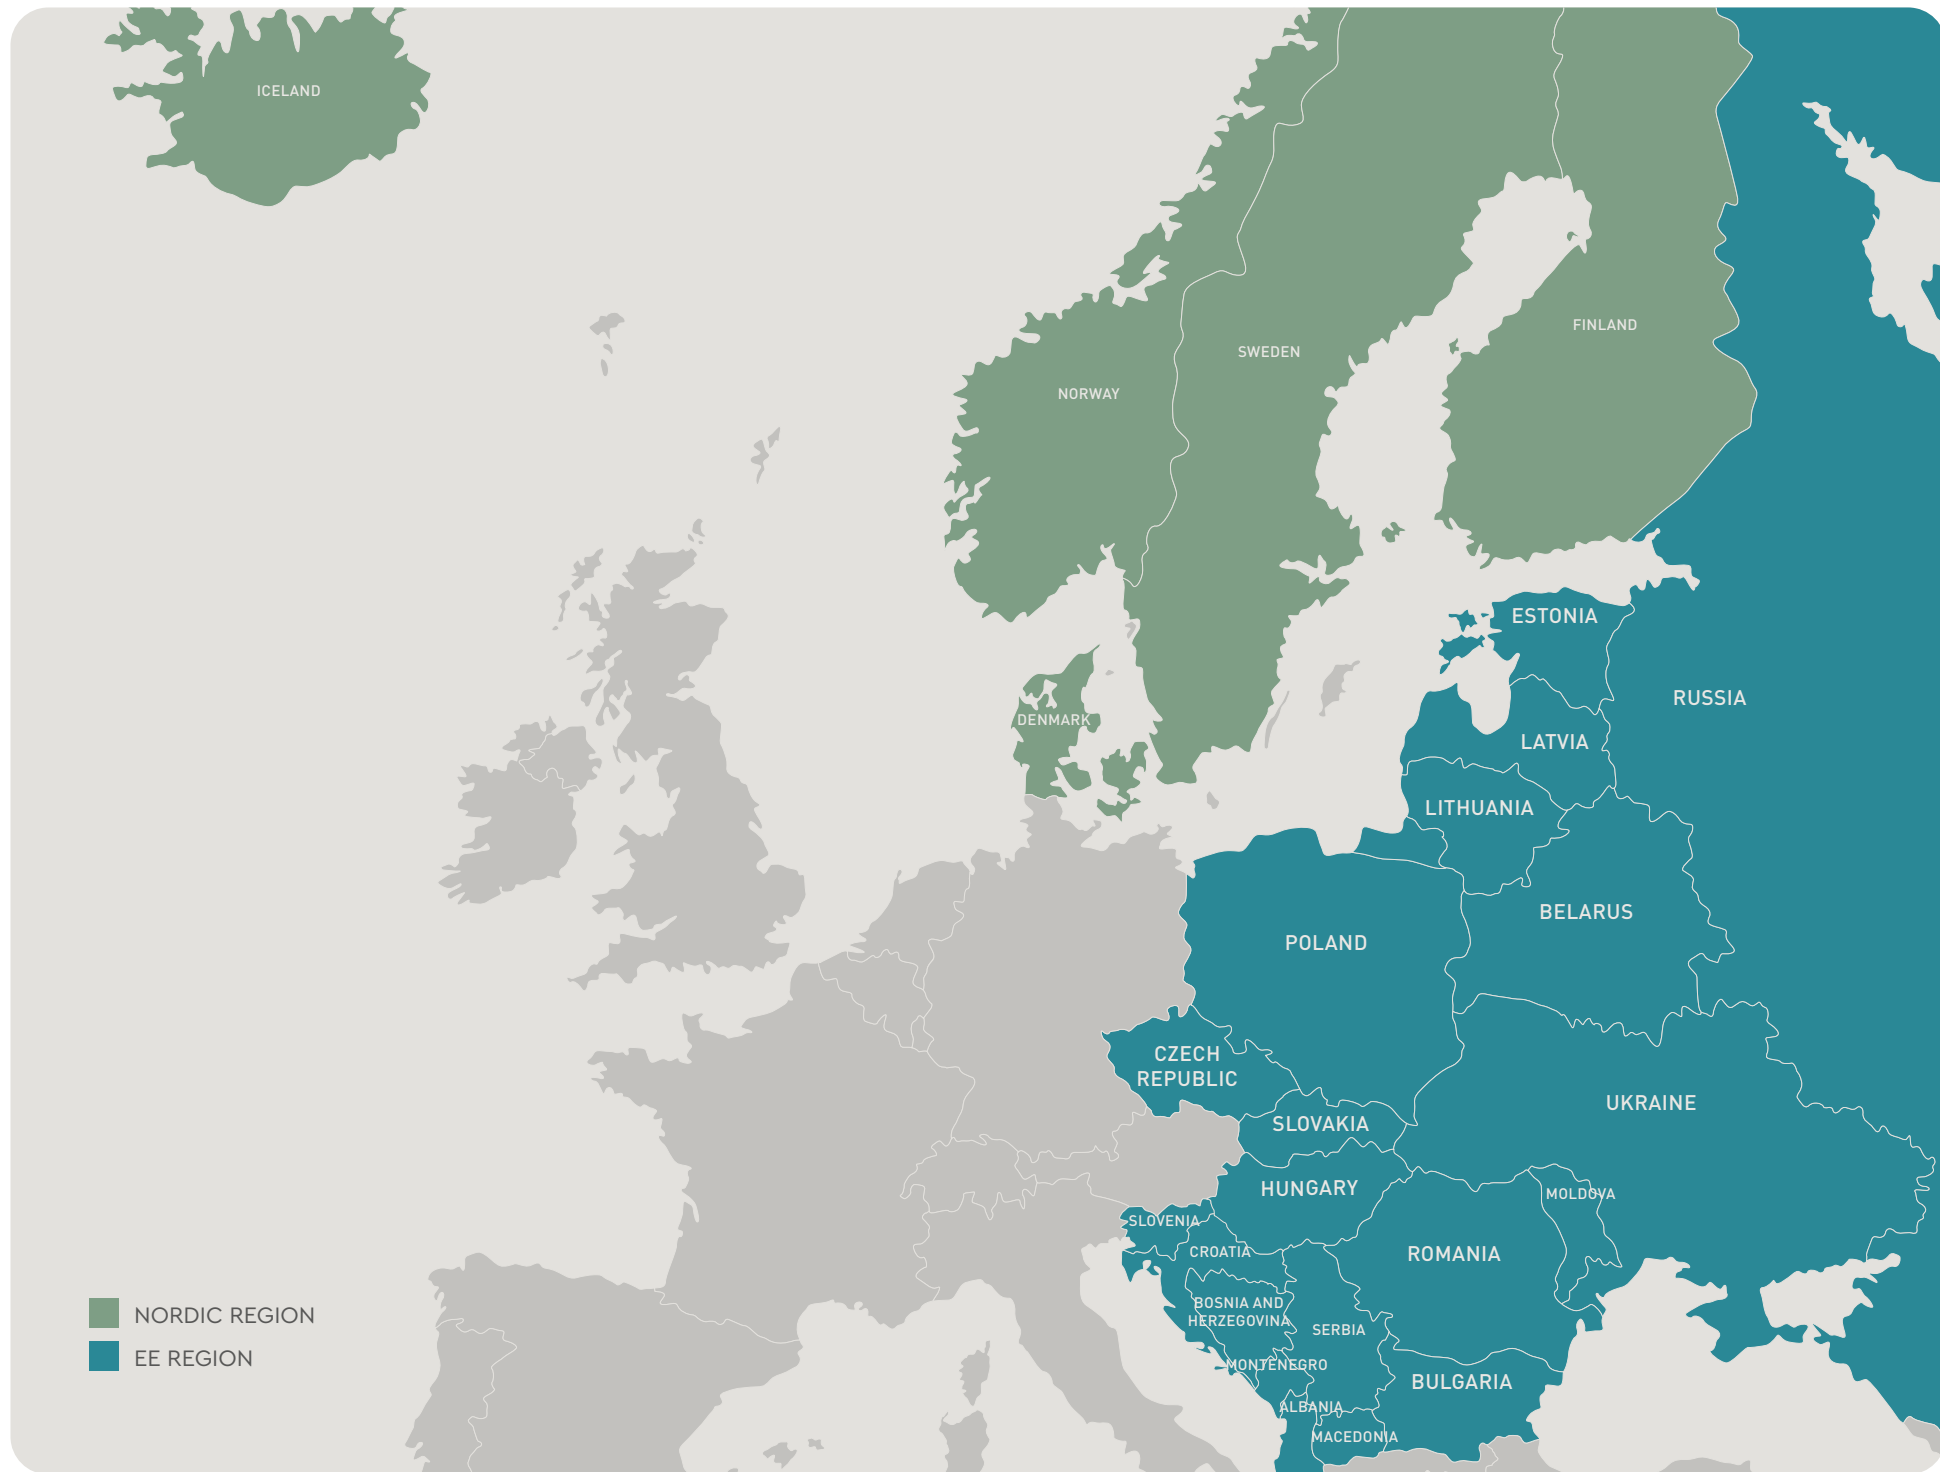 ICELAND
FINLAND
SWEDEN
NORWAY
ESTONIA
RUSSIA
DENMARK
LATVIA
LITHUANIA
BELARUS
POLAND
CZECH
REPUBLIC
UKRAINE
SLOVAKIA
HUNGARY
MOLDOVA
SLOVENIA
CROATIA
ROMANIA
BOSNIA AND
HERZEGOVINA
SERBIA
MONTENEGRO
BULGARIA
ALBANIA
MACEDONIA
NORDIC REGION
EE REGION